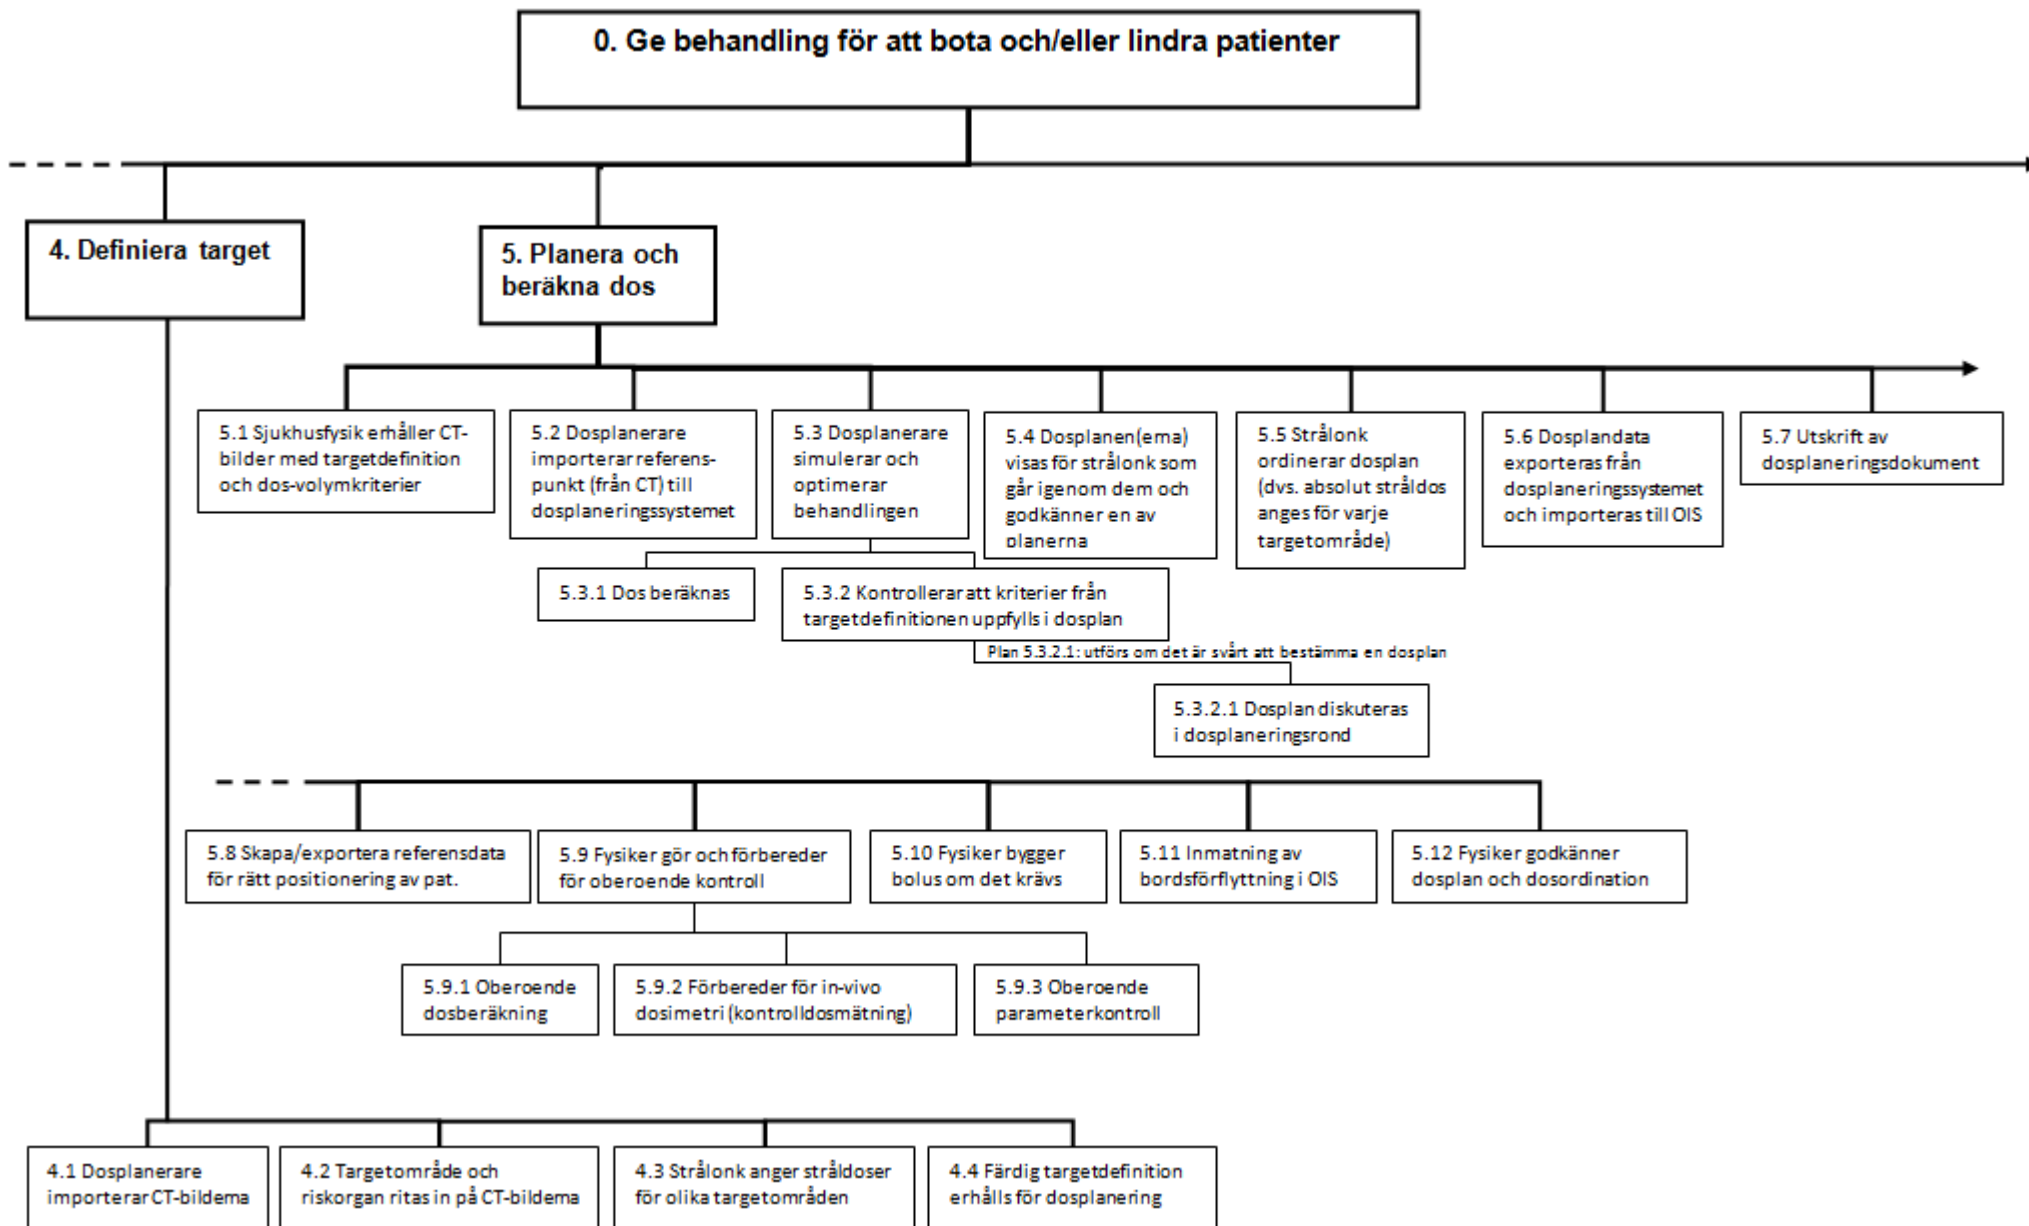 0. Ge behandling för att bota och/eller lindra patienter
4. Definiera target
5. Planera och
beräkna dos
5.1 Sjukhusfysik erhåller CT-
bilder med targetdefinition
och dos-volymkriterier
5.2 Dosplanerare
importerar referens-
punkt (från CT) till
dosplaneringssystemet
5.3 Dosplanerare
simulerar och
optimerar
behandlingen
5.4 Dosplanen(erna)
visas för strålonk som
går igenom dem och
godkänner en av
planerna
5.5 Strålonk
ordinerar dosplan
(dvs. absolut stråldos
anges för varje
targetområde)
5.6 Dosplandata
exporteras från
dosplaneringssystemet
och importeras till OIS
5.7 Utskrift av
dosplaneringsdokument
5.3.1 Dos beräknas
5.3.2 Kontrollerar att kriterier från
targetdefinitionen uppfylls i dosplan
Plan 5.3.2.1: utförs om det är svårt att bestämma en dosplan
5.3.2.1 Dosplan diskuteras
i dosplaneringsrond
5.8 Skapa/exportera referensdata
för rätt positionering av pat.
5.9 Fysiker gör och förbereder
för oberoende kontroll
5.10 Fysiker bygger
bolus om det krävs
5.11 Inmatning av
bordsförflyttning i OIS
5.12 Fysiker godkänner
dosplan och dosordination
5.9.1 Oberoende
dosberäkning
5.9.2 Förbereder för in-vivo
dosimetri (kontrolldosmätning)
5.9.3 Oberoende
parameterkontroll
4.1 Dosplanerare
importerar CT-bilderna
4.2 Targetområde och
riskorgan ritas in på CT-bilderna
4.3 Strålonk anger stråldoser
för olika targetområden
4.4 Färdig targetdefinition
erhålls för dosplanering